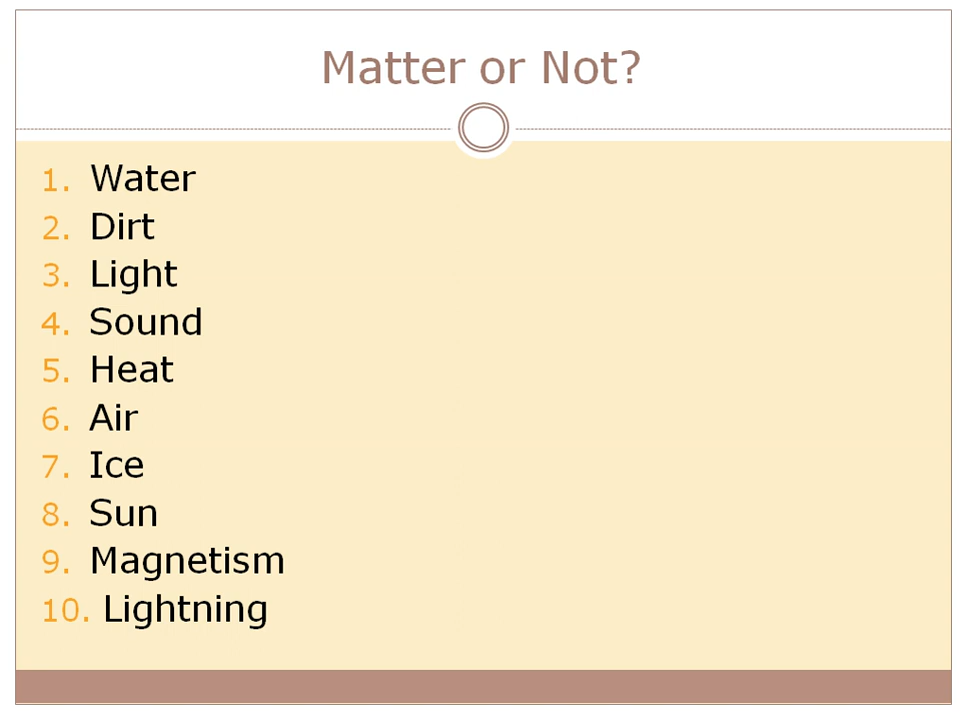 Matter or Not?
1. Water
2. Dirt
3. Light
4. Sound
5. Heat
6. Air
7. Ice
8. Sun
9. Magnetism
10. Lightning